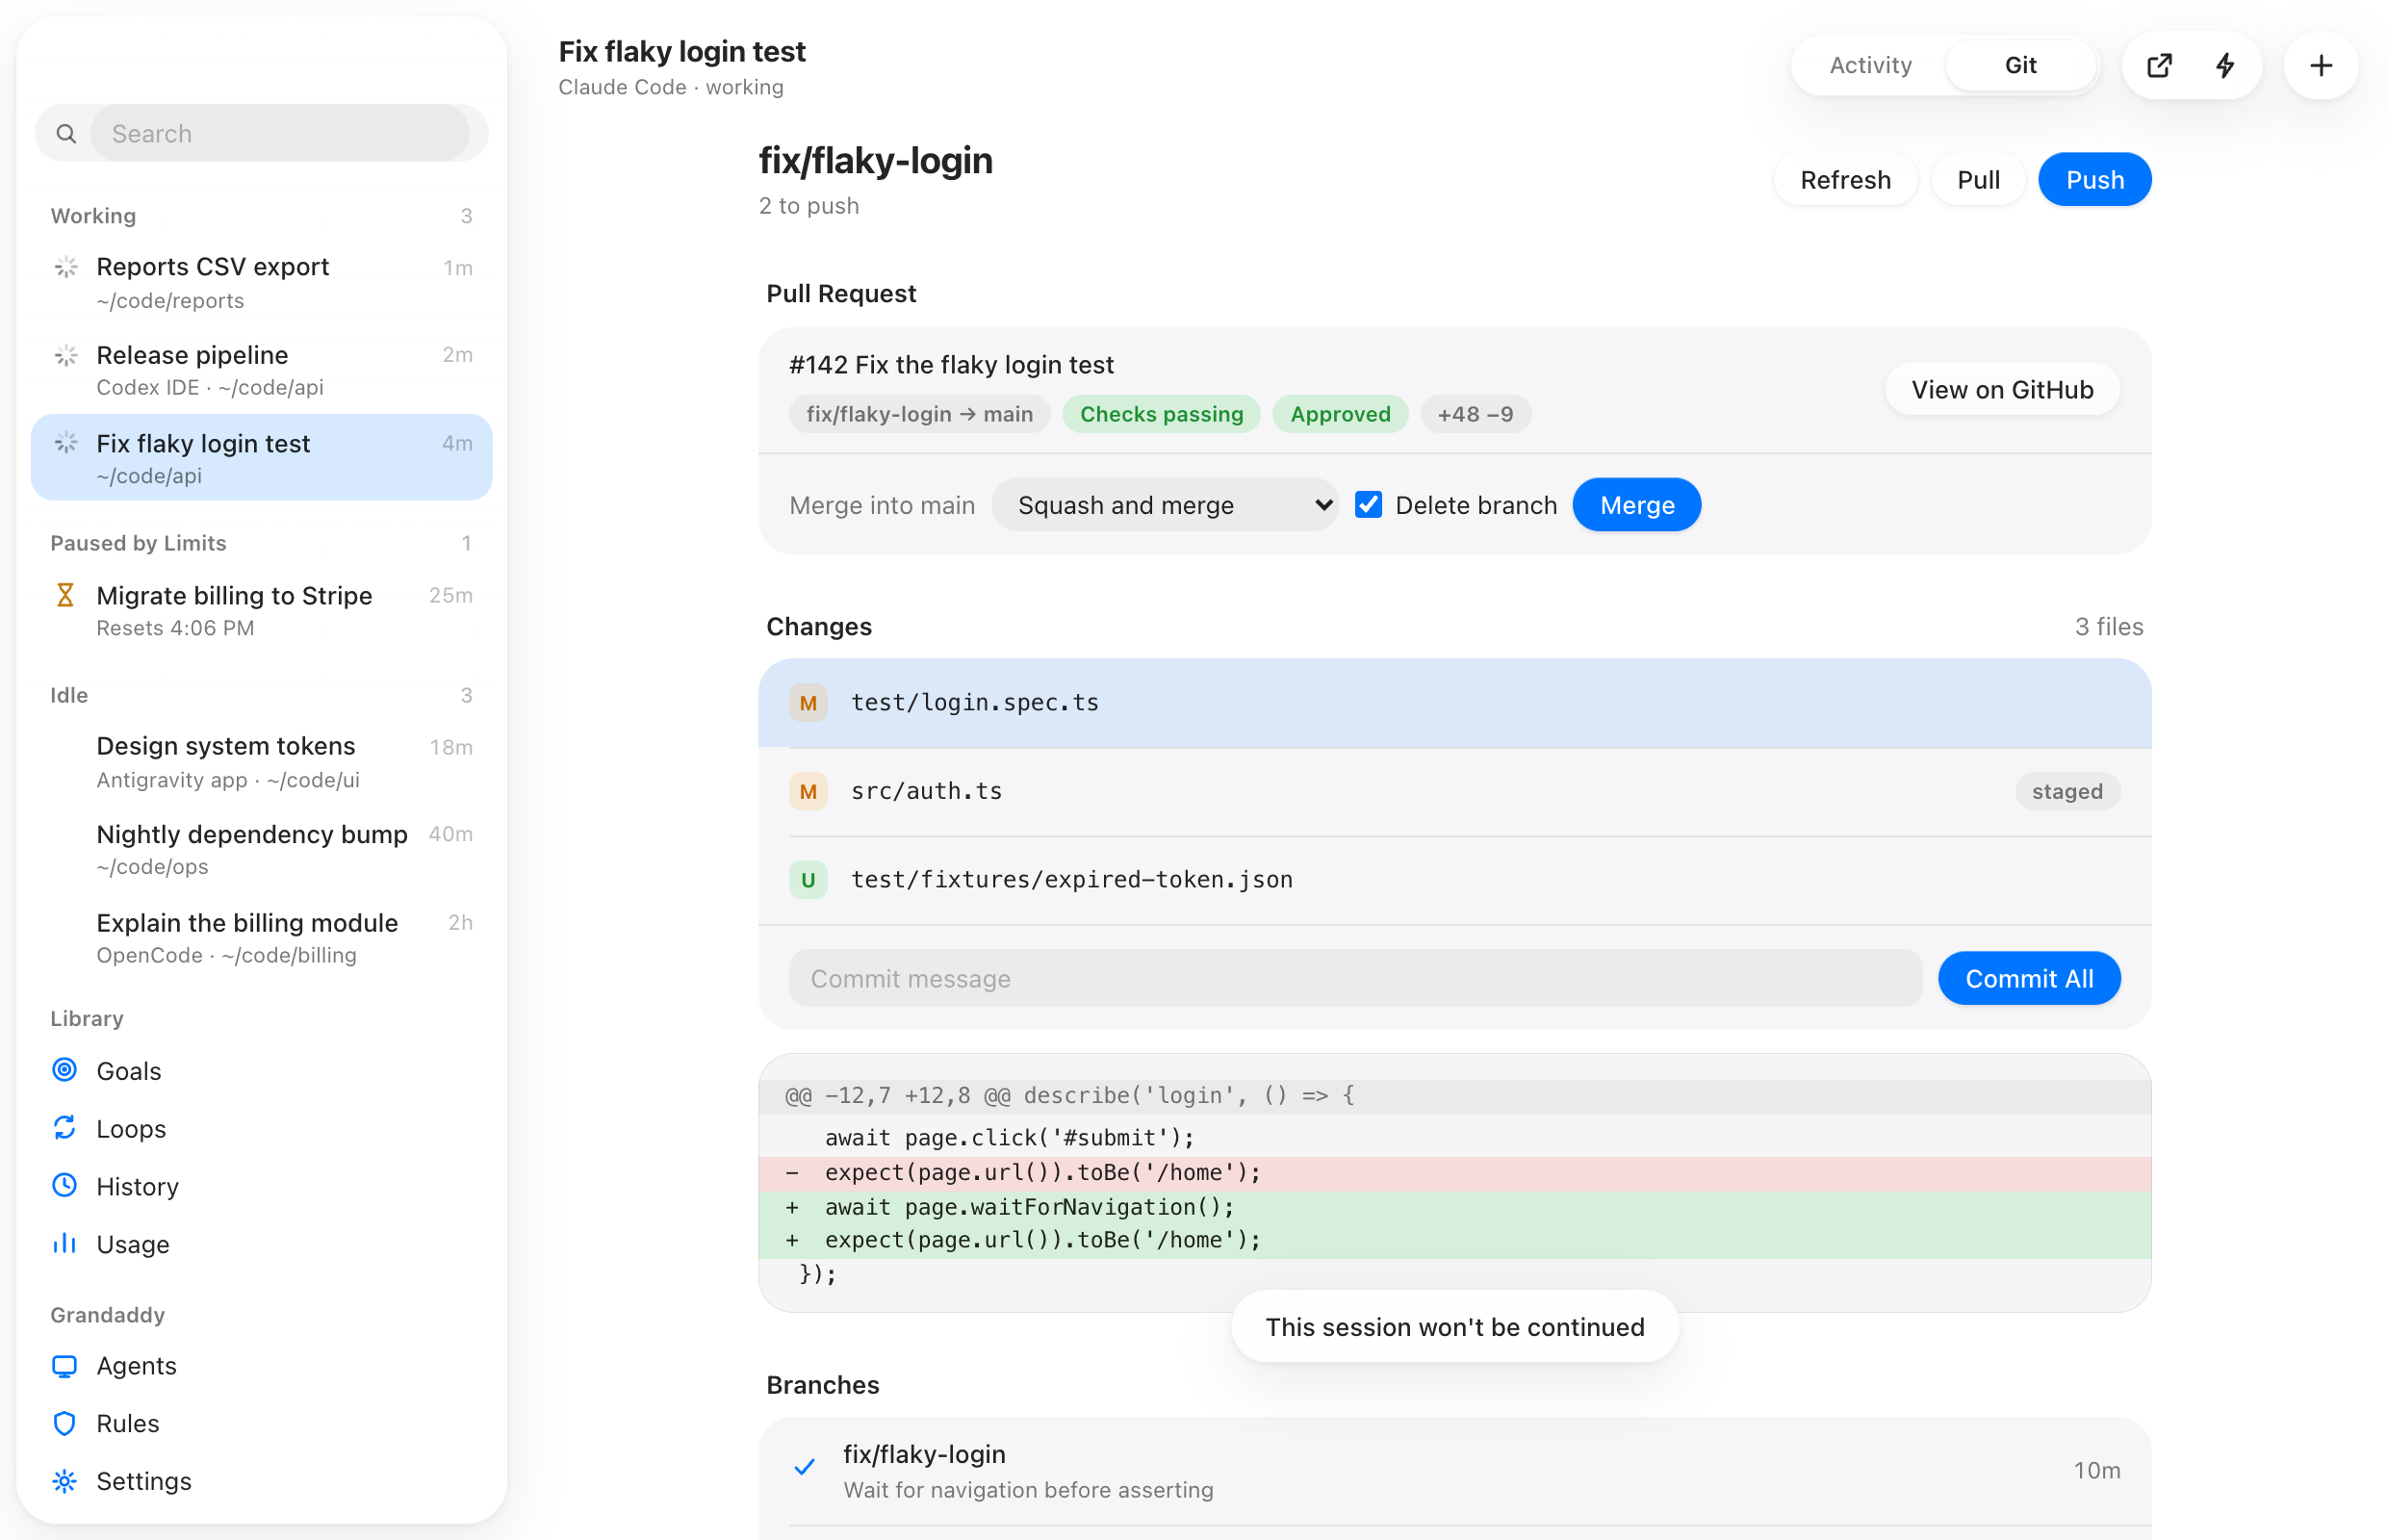 Search
Working 3
Reports CSV export 1m
~/code/reports
Release pipeline 2m
Codex IDE · ~/code/api
Fix flaky login test 4m
~/code/api
Paused by Limits 1
Migrate billing to Stripe 25m
Resets 4:06 PM
Idle 3
Design system tokens 18m
Antigravity app · ~/code/ui
Nightly dependency bump 40m
~/code/ops
Explain the billing module 2h
OpenCode · ~/code/billing
Library
Goals
Loops
History
Usage
Grandaddy
Agents
Rules
Settings
Fix flaky login test
Claude Code · working
Activity Git
fix/flaky-login
2 to push
Refresh Pull Push
Pull Request
#142 Fix the flaky login test
fix/flaky-login → main Checks passing Approved +48 −9
View on GitHub
Merge into main Squash and merge Delete branch Merge
Changes 3 files
M test/login.spec.ts
M src/auth.ts staged
U test/fixtures/expired-token.json
Commit message Commit All
@@ −12,7 +12,8 @@ describe('login', () => {
await page.click('#submit');
− expect(page.url()).toBe('/home');
+ await page.waitForNavigation();
+ expect(page.url()).toBe('/home');
});
This session won't be continued
Branches
fix/flaky-login 10m
Wait for navigation before asserting